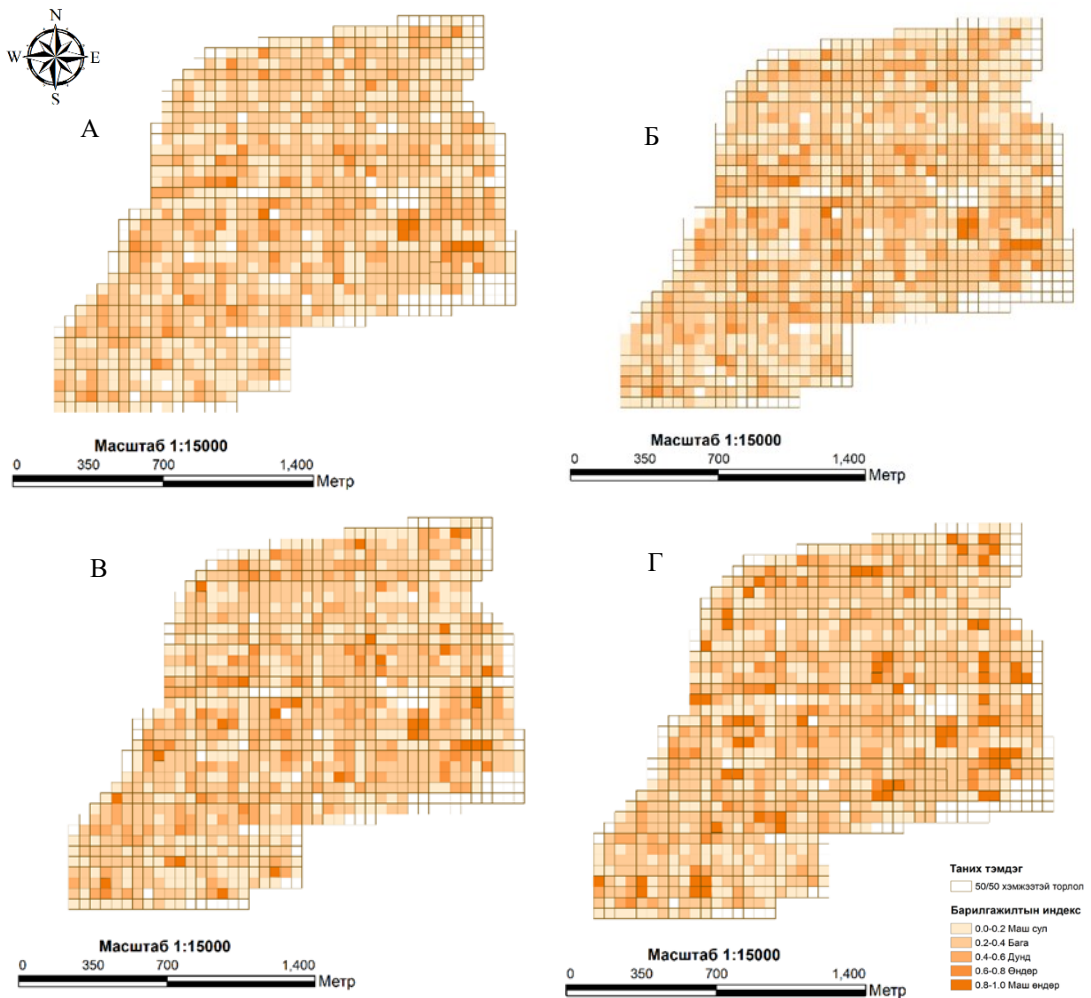 N
W E
S
А
Б
Масштаб 1:15000
0 350 700 1,400
Метр
Масштаб 1:15000
0 350 700 1,400
Метр
В
Г
Масштаб 1:15000
0 350 700 1,400
Метр
Масштаб 1:15000
0 350 700 1,400
Метр
Таних тэмдэг
50/50 хэмжээтэй торлол
Барилгажилтын индекс
0.0-0.2 Маш сул
0.2-0.4 Бага
0.4-0.6 Дунд
0.6-0.8 Өндөр
0.8-1.0 Маш өндөр